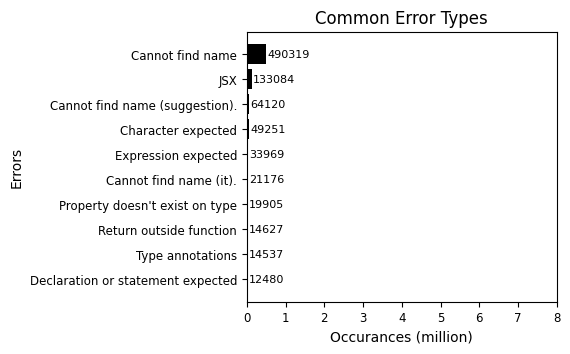 Common Error Types
Errors
Cannot find name 490319
JSX 133084
Cannot find name (suggestion). 64120
Character expected 49251
Expression expected 33969
Cannot find name (it). 21176
Property doesn't exist on type 19905
Return outside function 14627
Type annotations 14537
Declaration or statement expected 12480
0 1 2 3 4 5 6 7 8
Occurances (million)